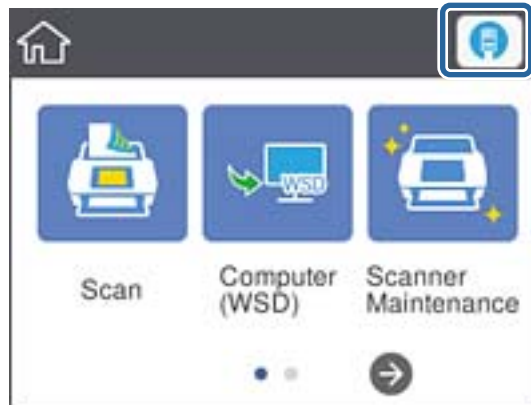 WSD
Scan
Computer
(WSD)
Scanner
Maintenance